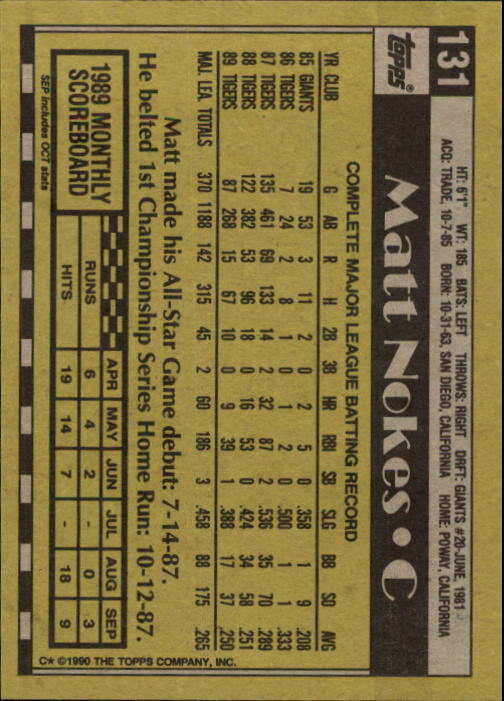 131
topps®
HT: 6'1" WT: 185 BATS: LEFT THROWS: RIGHT DRFT: GIANTS #20-JUNE, 1981
ACQ: TRADE, 10-7-85 BORN: 10-31-63, SAN DIEGO, CALIFORNIA HOME: POWAY, CALIFORNIA
Matt Nokes • C
COMPLETE MAJOR LEAGUE BATTING RECORD
YR CLUB G AB R H 2B 3B HR RBI SB SLG BB SO AVG
85 GIANTS 19 53 3 11 2 0 2 5 0 .358 1 9 .208
86 TIGERS 7 24 2 8 1 0 1 2 0 .500 1 1 .333
87 TIGERS 135 461 69 133 14 2 32 87 2 .536 35 70 .289
88 TIGERS 122 382 53 96 18 0 16 53 0 .424 34 58 .251
89 TIGERS 87 268 15 67 10 0 9 39 1 .388 17 37 .250
MAJ. LEA. TOTALS 370 1188 142 315 45 2 60 186 3 .458 88 175 .265
Matt made his All-Star Game debut: 7-14-87.
He belted 1st Championship Series Home Run: 10-12-87.
1989 MONTHLY
SCOREBOARD
SEP includes OCT stats
APR MAY JUN JUL AUG SEP
RUNS 6 4 2 - 0 3
HITS 19 14 7 - 18 9
C* ©1990 THE TOPPS COMPANY, INC.